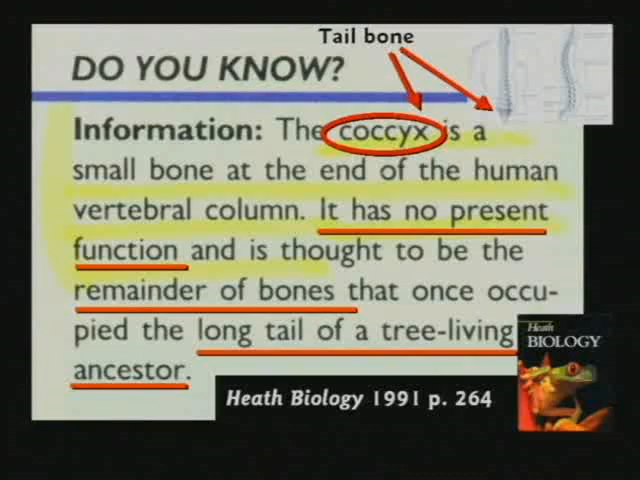 Tail bone
DO YOU KNOW?
Information: The coccyx is a
small bone at the end of the human
vertebral column. It has no present
function and is thought to be the
remainder of bones that once occu-
pied the long tail of a tree-living
ancestor.
Heath
BIOLOGY
Heath Biology 1991 p. 264